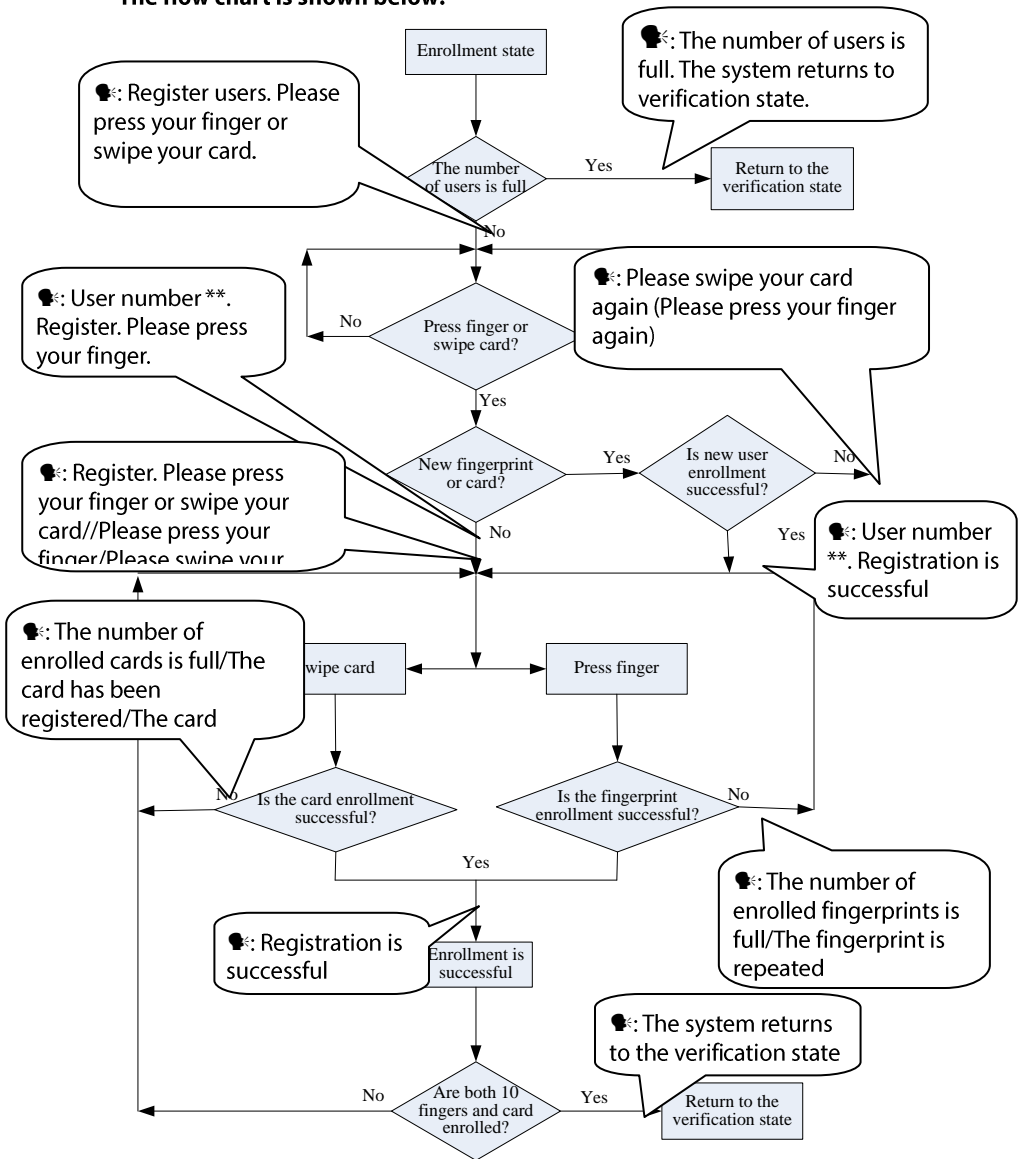 The flow chart is shown below:
Enrollment state
: The number of users is
full. The system returns to
verification state.
: Register users. Please
press your finger or
swipe your card.
The number
of users is full
Yes
Return to the
verification state
No
: User number **.
Register. Please press
your finger.
: Please swipe your card
again (Please press your finger
again)
No
Press finger or
swipe card?
Yes
: Register. Please press
your finger or swipe your
card//Please press your
finger/Please swipe your
New fingerprint
or card?
Yes
Is new user
enrollment
successful?
No
No
Yes
: User number
**. Registration is
successful
: The number of
enrolled cards is full/The
card has been
registered/The card
wipe card
Press finger
No
Is the card enrollment
successful?
Is the fingerprint
enrollment successful?
No
Yes
: The number of
enrolled fingerprints is
full/The fingerprint is
repeated
: Registration is
successful
Enrollment is
successful
: The system returns
to the verification state
No
Are both 10
fingers and card
enrolled?
Yes
Return to the
verification state